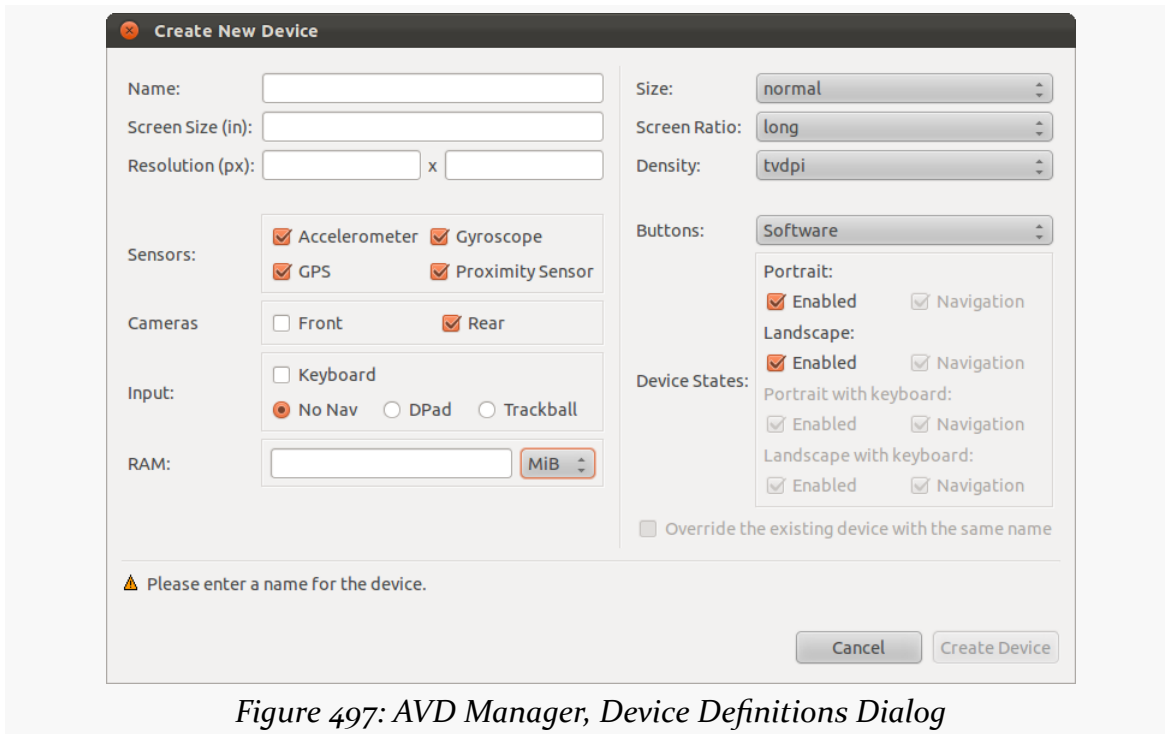 Create New Device
Name:
Screen Size (in):
Resolution (px): x
Sensors:
Accelerometer Gyroscope
GPS Proximity Sensor
Cameras
Front Rear
Input:
Keyboard
No Nav DPad Trackball
RAM: MiB
Size: normal
Screen Ratio: long
Density: tvdpi
Buttons: Software
Device States:
Portrait:
Enabled Navigation
Landscape:
Enabled Navigation
Portrait with keyboard:
Enabled Navigation
Landscape with keyboard:
Enabled Navigation
Override the existing device with the same name
Please enter a name for the device.
Cancel Create Device
Figure 497: AVD Manager, Device Definitions Dialog